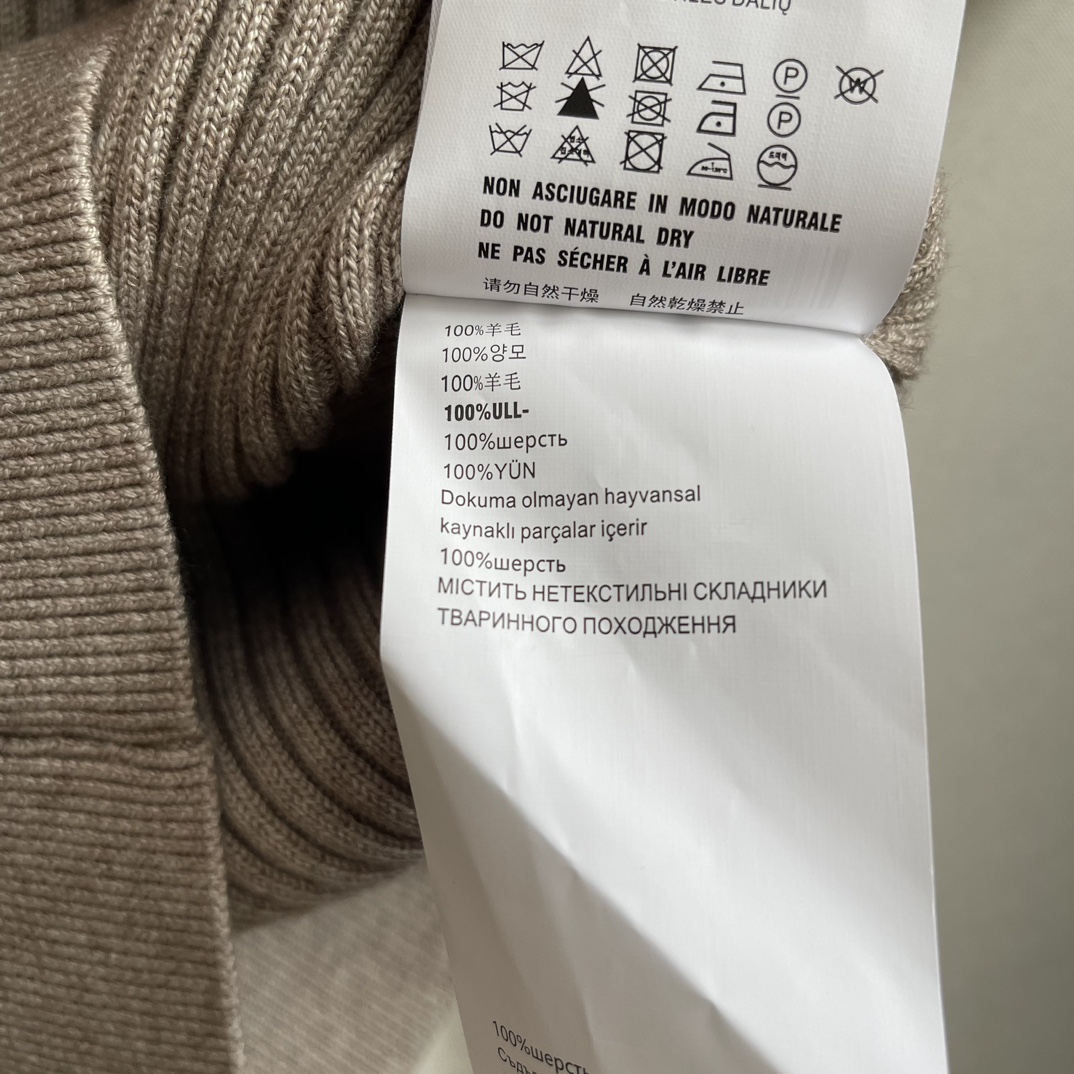 DALIŲ
P
W
P
NON ASCIUGARE IN MODO NATURALE
DO NOT NATURAL DRY
NE PAS SÉCHER À L'AIR LIBRE
请勿自然干燥 自然乾燥禁止
100%羊毛
100%양모
100%羊毛
100%ULL-
100%шерсть
100%YÜN
Dokuma olmayan hayvansal
kaynaklı parçalar içerir
100%шерсть
МІСТИТЬ НЕТЕКСТИЛЬНІ СКЛАДНИКИ
ТВАРИННОГО ПОХОДЖЕННЯ
100%шерсть